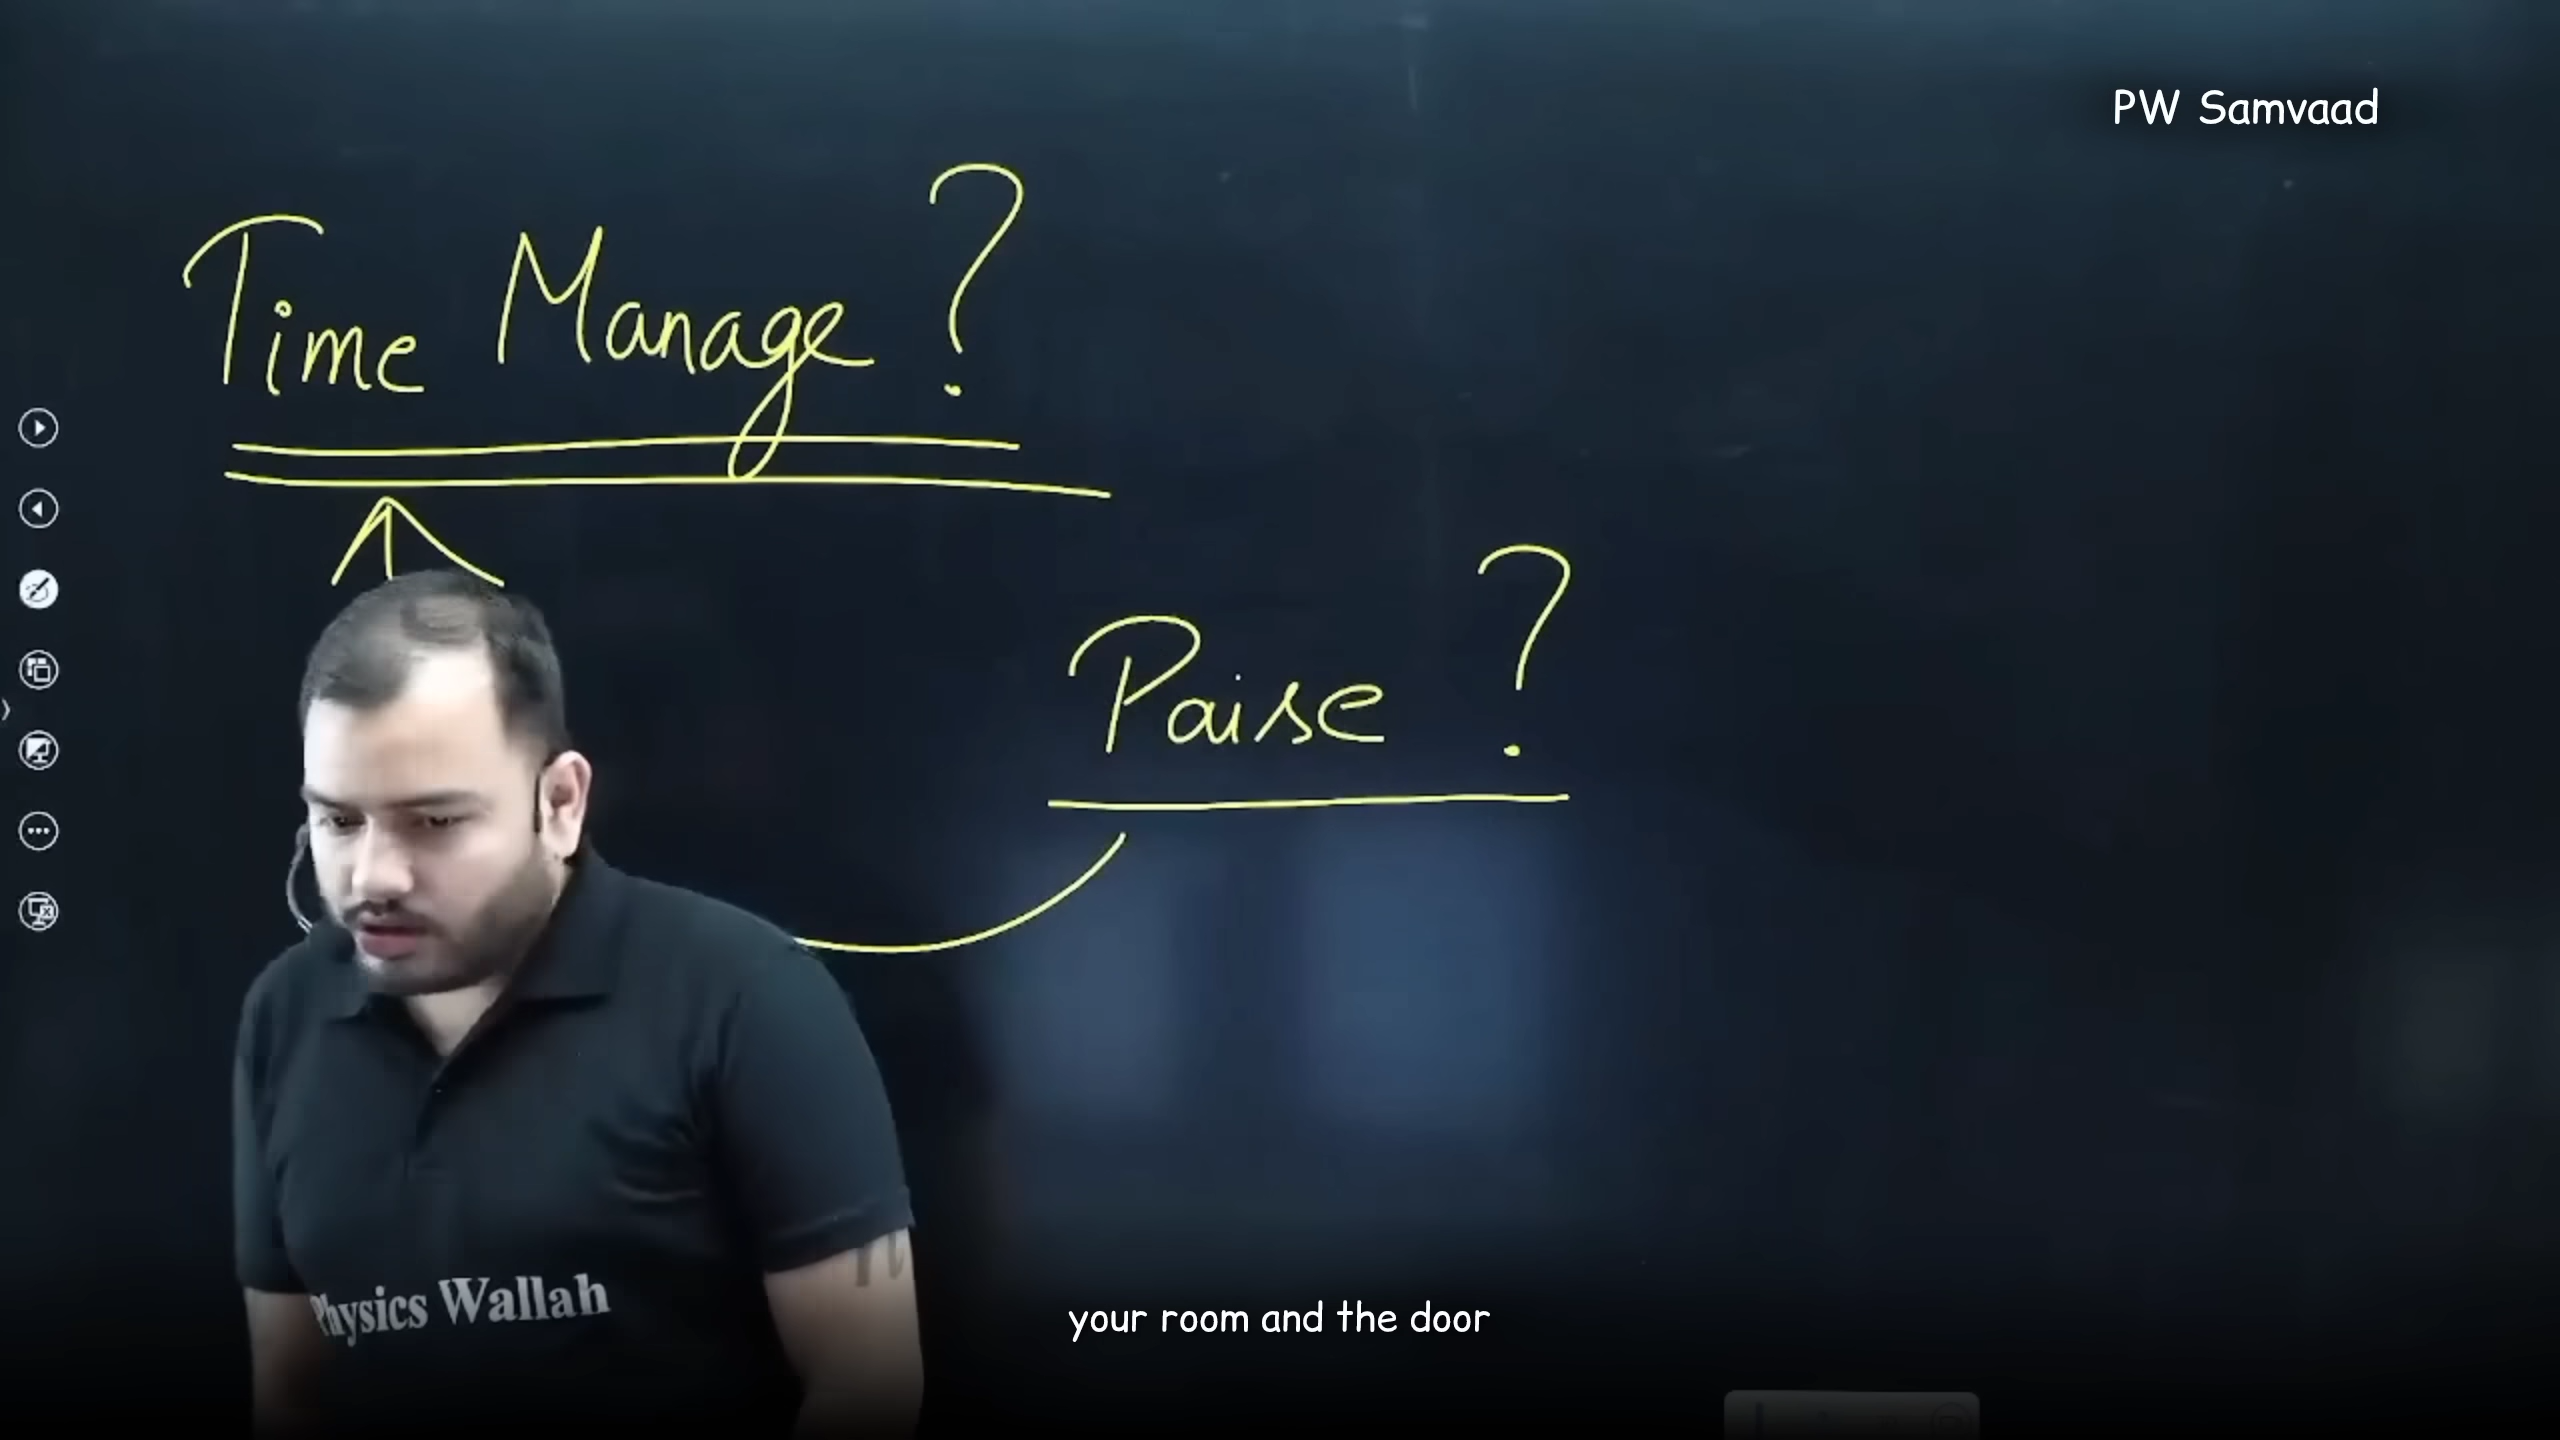 PW Samvaad
Time Manage ?
Paise ?
Physics Wallah
your room and the door